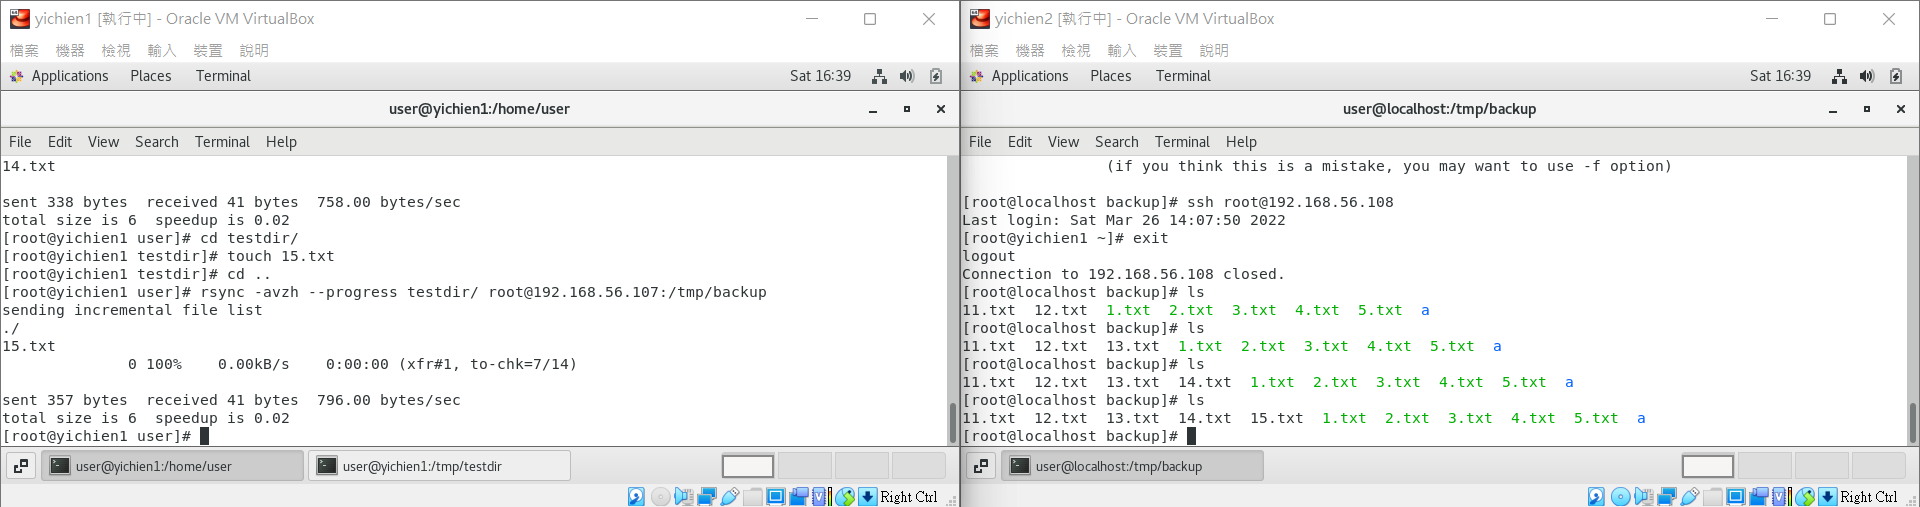 yichien1 [執行中] - Oracle VM VirtualBox
檔案 機器 檢視 輸入 裝置 說明
Applications Places Terminal Sat 16:39
user@yichien1:/home/user
File Edit View Search Terminal Help
14.txt

sent 338 bytes  received 41 bytes  758.00 bytes/sec
total size is 6  speedup is 0.02
[root@yichien1 user]# cd testdir/
[root@yichien1 testdir]# touch 15.txt
[root@yichien1 testdir]# cd ..
[root@yichien1 user]# rsync -avzh --progress testdir/ root@192.168.56.107:/tmp/backup
sending incremental file list
./
15.txt
              0 100%    0.00kB/s    0:00:00 (xfr#1, to-chk=7/14)

sent 357 bytes  received 41 bytes  796.00 bytes/sec
total size is 6  speedup is 0.02
[root@yichien1 user]#
user@yichien1:/home/user user@yichien1:/tmp/testdir
Right Ctrl
yichien2 [執行中] - Oracle VM VirtualBox
檔案 機器 檢視 輸入 裝置 說明
Applications Places Terminal Sat 16:39
user@localhost:/tmp/backup
File Edit View Search Terminal Help
(if you think this is a mistake, you may want to use -f option)

[root@localhost backup]# ssh root@192.168.56.108
Last login: Sat Mar 26 14:07:50 2022
[root@yichien1 ~]# exit
logout
Connection to 192.168.56.108 closed.
[root@localhost backup]# ls
11.txt  12.txt  1.txt  2.txt  3.txt  4.txt  5.txt  a
[root@localhost backup]# ls
11.txt  12.txt  13.txt  1.txt  2.txt  3.txt  4.txt  5.txt  a
[root@localhost backup]# ls
11.txt  12.txt  13.txt  14.txt  1.txt  2.txt  3.txt  4.txt  5.txt  a
[root@localhost backup]# ls
11.txt  12.txt  13.txt  14.txt  15.txt  1.txt  2.txt  3.txt  4.txt  5.txt  a
[root@localhost backup]#
user@localhost:/tmp/backup
Right Ctrl